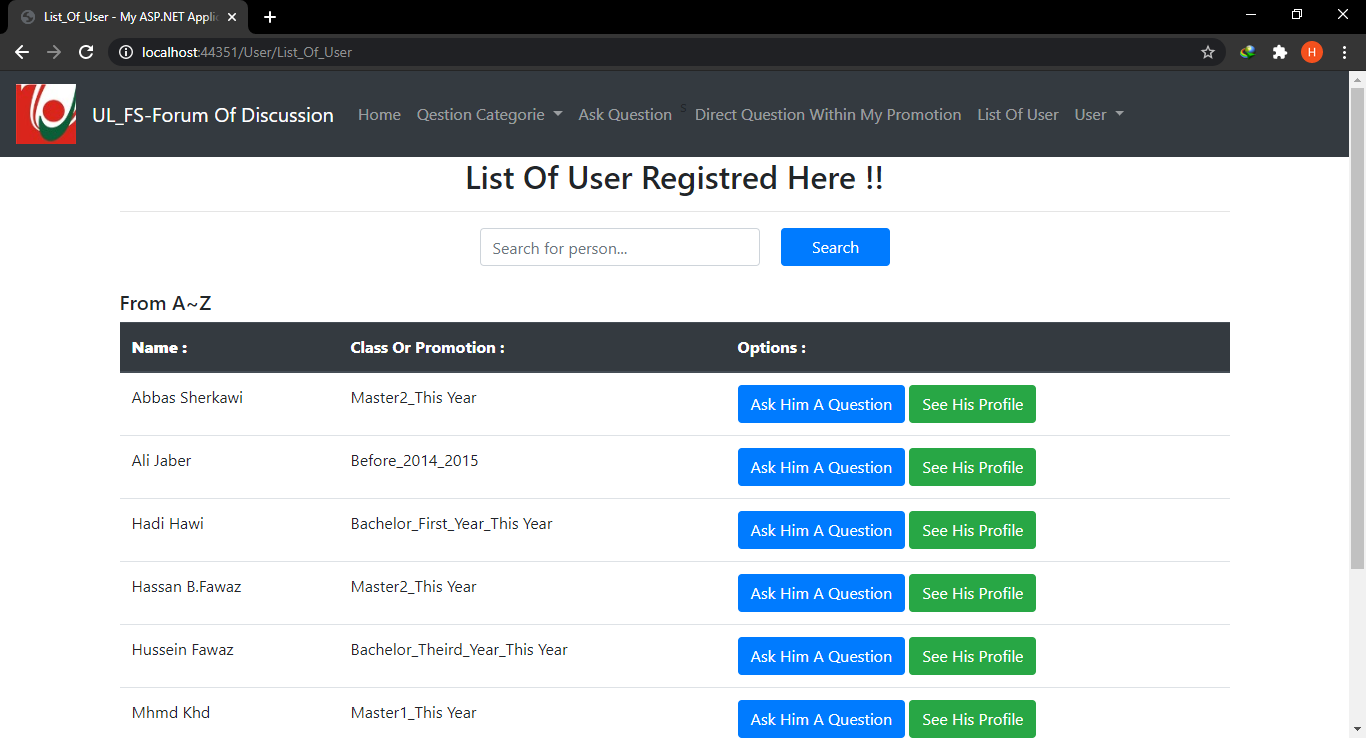 List_Of_User - My ASP.NET Applic
localhost:44351/User/List_Of_User
H
UL_FS-Forum Of Discussion Home Qestion Categorie Ask Question s Direct Question Within My Promotion List Of User User
List Of User Registred Here !!
Search for person... Search
From A~Z
Name : Class Or Promotion : Options :
Abbas Sherkawi Master2_This Year Ask Him A Question See His Profile
Ali Jaber Before_2014_2015 Ask Him A Question See His Profile
Hadi Hawi Bachelor_First_Year_This Year Ask Him A Question See His Profile
Hassan B.Fawaz Master2_This Year Ask Him A Question See His Profile
Hussein Fawaz Bachelor_Theird_Year_This Year Ask Him A Question See His Profile
Mhmd Khd Master1_This Year Ask Him A Question See His Profile